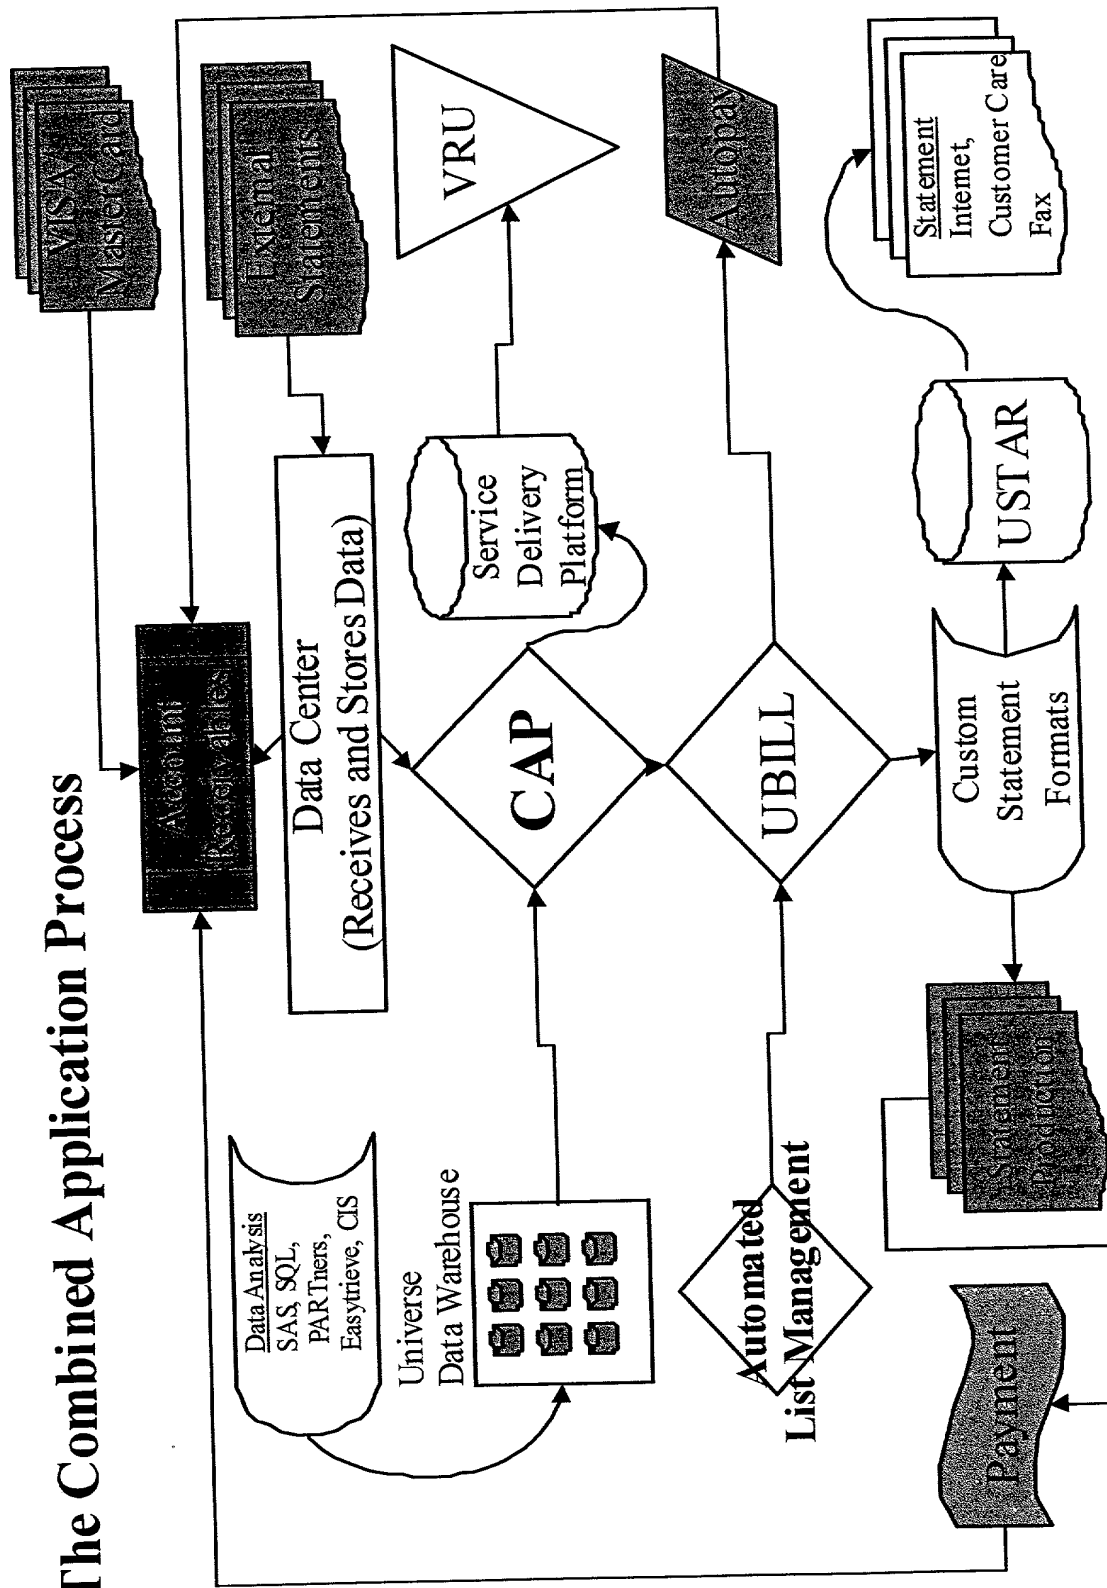 The Combined Application Process
VISA/
MasterCard
Account
Receivables
External
Statements
Data Center
(Receives and Stores Data)
Data Analysis
SAS, SQL,
PARTners,
Easytrieve, CIS
Universe
Data Warehouse
CAP
Service
Delivery
Platform
VRU
Automated
List Management
UBILL
Autopay
Payment
Statement
Production
Custom
Statement
Formats
USTAR
Statement
Internet,
Customer Care
Fax